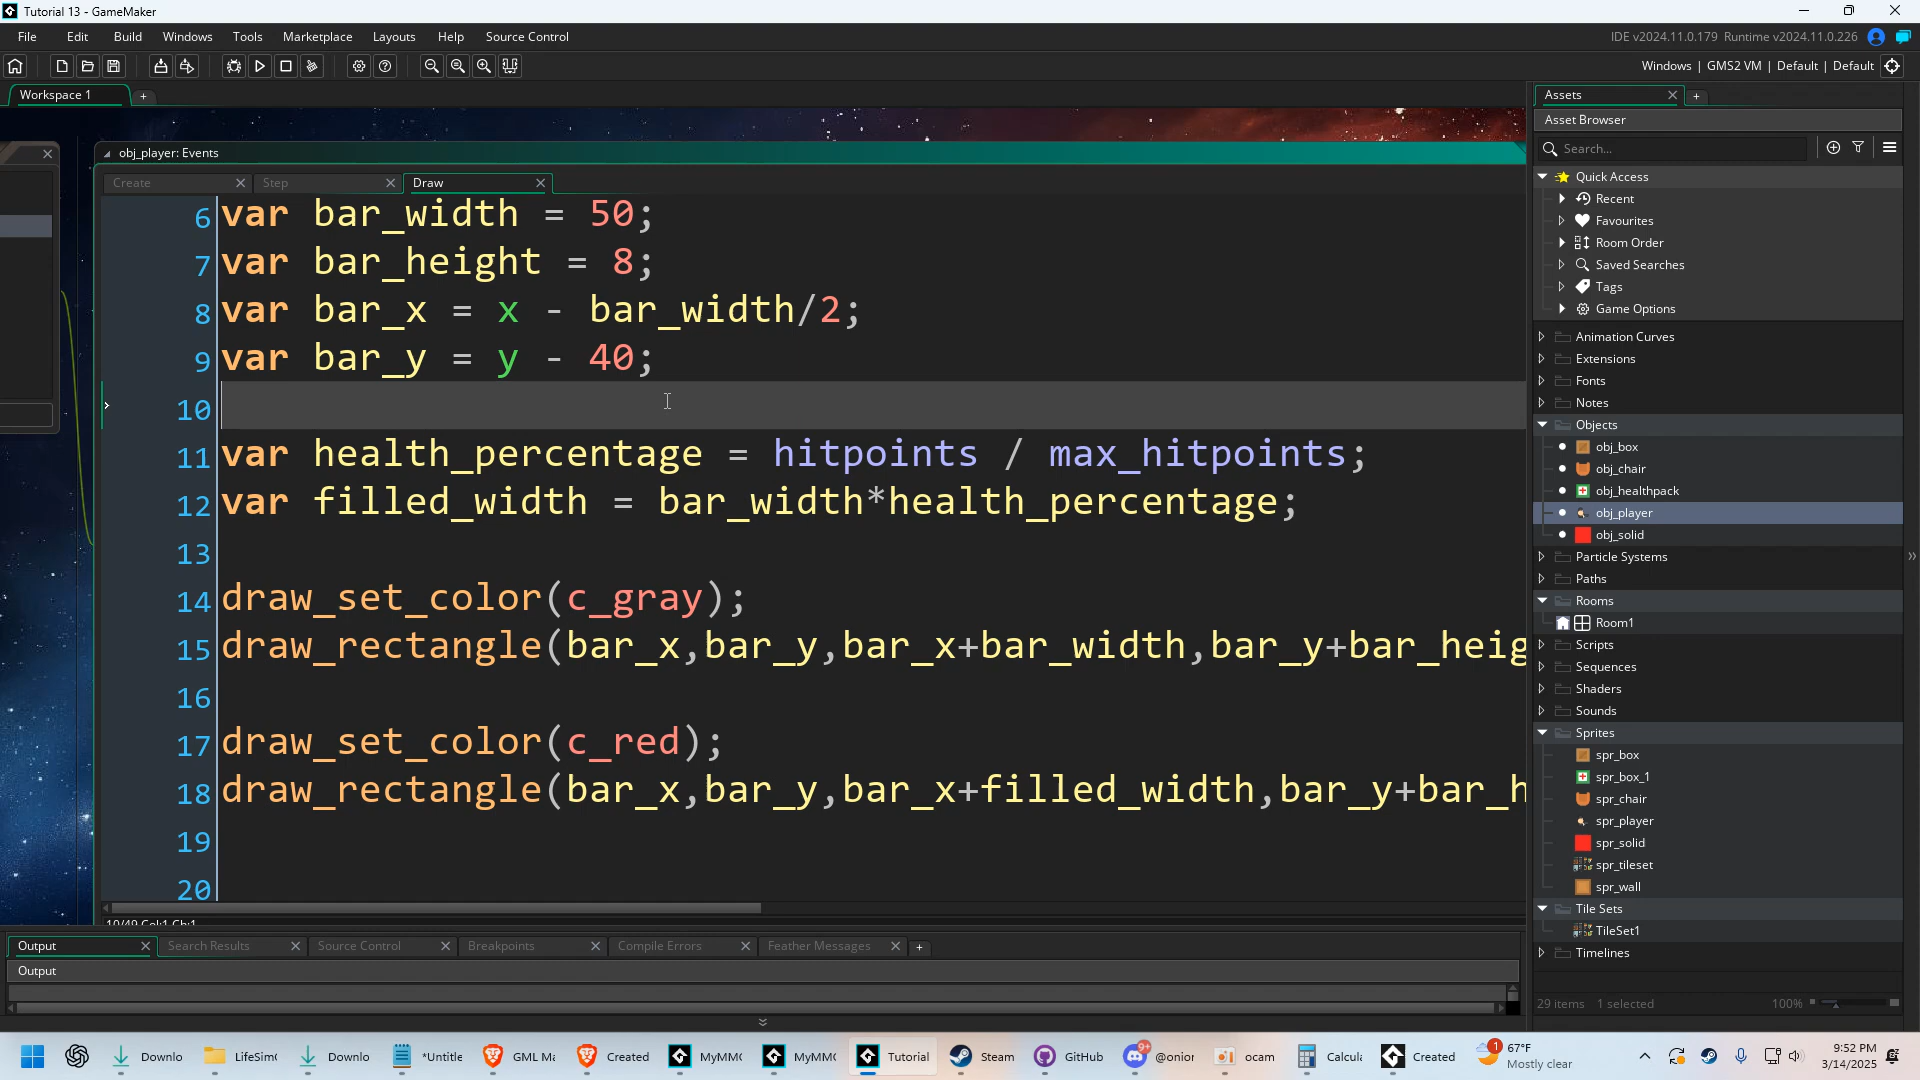 Tutorial 13 - GameMaker
File Edit Build Windows Tools Marketplace Layouts Help Source Control
IDE v2024.11.0.179 Runtime v2024.11.0.226
Windows | GMS2 VM | Default | Default
Workspace 1
obj_player: Events
Create Step Draw
6 var bar_width = 50;
7 var bar_height = 8;
8 var bar_x = x - bar_width/2;
9 var bar_y = y - 40;
10
11 var health_percentage = hitpoints / max_hitpoints;
12 var filled_width = bar_width*health_percentage;
13
14 draw_set_color(c_gray);
15 draw_rectangle(bar_x,bar_y,bar_x+bar_width,bar_y+bar_heig
16
17 draw_set_color(c_red);
18 draw_rectangle(bar_x,bar_y,bar_x+filled_width,bar_y+bar_h
19
20
10/49 Col:1 Ch:1
Output Search Results Source Control Breakpoints Compile Errors Feather Messages
Output
Assets
Asset Browser
Search...
Quick Access
Recent
Favourites
Room Order
Saved Searches
Tags
Game Options
Animation Curves
Extensions
Fonts
Notes
Objects
obj_box
obj_chair
obj_healthpack
obj_player
obj_solid
Particle Systems
Paths
Rooms
Room1
Scripts
Sequences
Shaders
Sounds
Sprites
spr_box
spr_box_1
spr_chair
spr_player
spr_solid
spr_tileset
spr_wall
Tile Sets
TileSet1
Timelines
29 items 1 selected 100%
Downlo LifeSim Downlo *Untitle GML Ma Created MyMMO MyMMO Tutorial Steam GitHub 9+ @onior ocam Calcula Created 1 67°F
Mostly clear
9:52 PM
3/14/2025